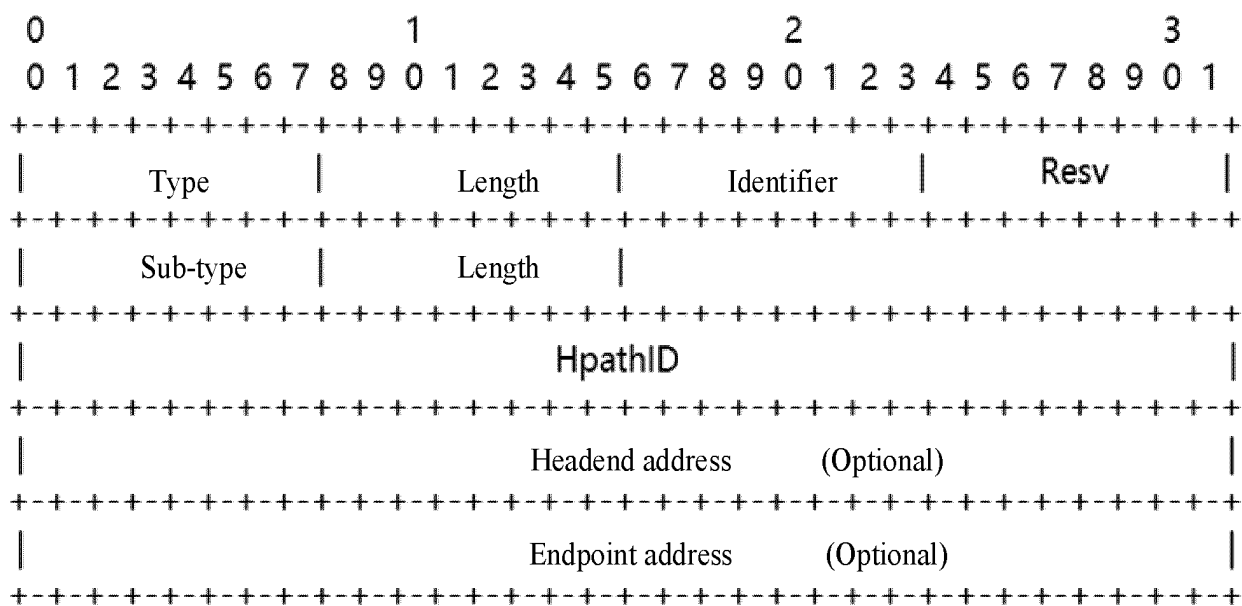 0 1 2 3
0 1 2 3 4 5 6 7 8 9 0 1 2 3 4 5 6 7 8 9 0 1 2 3 4 5 6 7 8 9 0 1
+-+-+-+-+-+-+-+-+-+-+-+-+-+-+-+-+-+-+-+-+-+-+-+-+-+-+-+-+-+-+-+-+
| Type | Length | Identifier | Resv |
+-+-+-+-+-+-+-+-+-+-+-+-+-+-+-+-+-+-+-+-+-+-+-+-+-+-+-+-+-+-+-+-+
| Sub-type | Length |
+-+-+-+-+-+-+-+-+-+-+-+-+-+-+-+-+-+-+-+-+-+-+-+-+-+-+-+-+-+-+-+-+
| HpathID |
+-+-+-+-+-+-+-+-+-+-+-+-+-+-+-+-+-+-+-+-+-+-+-+-+-+-+-+-+-+-+-+-+
| Headend address (Optional) |
+-+-+-+-+-+-+-+-+-+-+-+-+-+-+-+-+-+-+-+-+-+-+-+-+-+-+-+-+-+-+-+-+
| Endpoint address (Optional) |
+-+-+-+-+-+-+-+-+-+-+-+-+-+-+-+-+-+-+-+-+-+-+-+-+-+-+-+-+-+-+-+-+